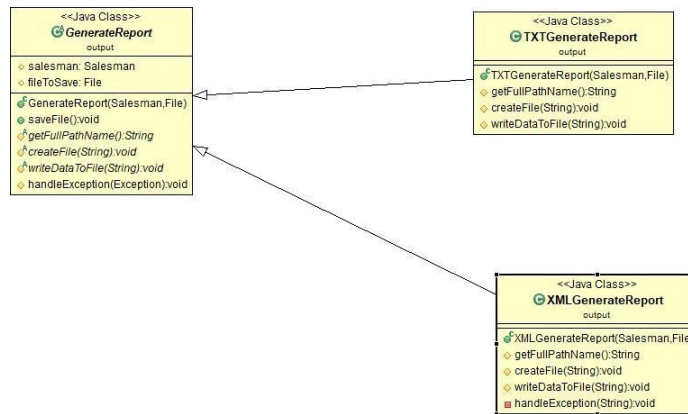 <<Java Class>>
GenerateReport
output
salesman: Salesman
fileToSave: File
GenerateReport(Salesman,File)
saveFile():void
getFullPathName():String
createFile(String):void
writeDataToFile(String):void
handleException(Exception):void
<<Java Class>>
TXTGenerateReport
output
TXTGenerateReport(Salesman,File)
getFullPathName():String
createFile(String):void
writeDataToFile(String):void
<<Java Class>>
XMLGenerateReport
output
XMLGenerateReport(Salesman,File
getFullPathName():String
createFile(String):void
writeDataToFile(String):void
handleException(String):void